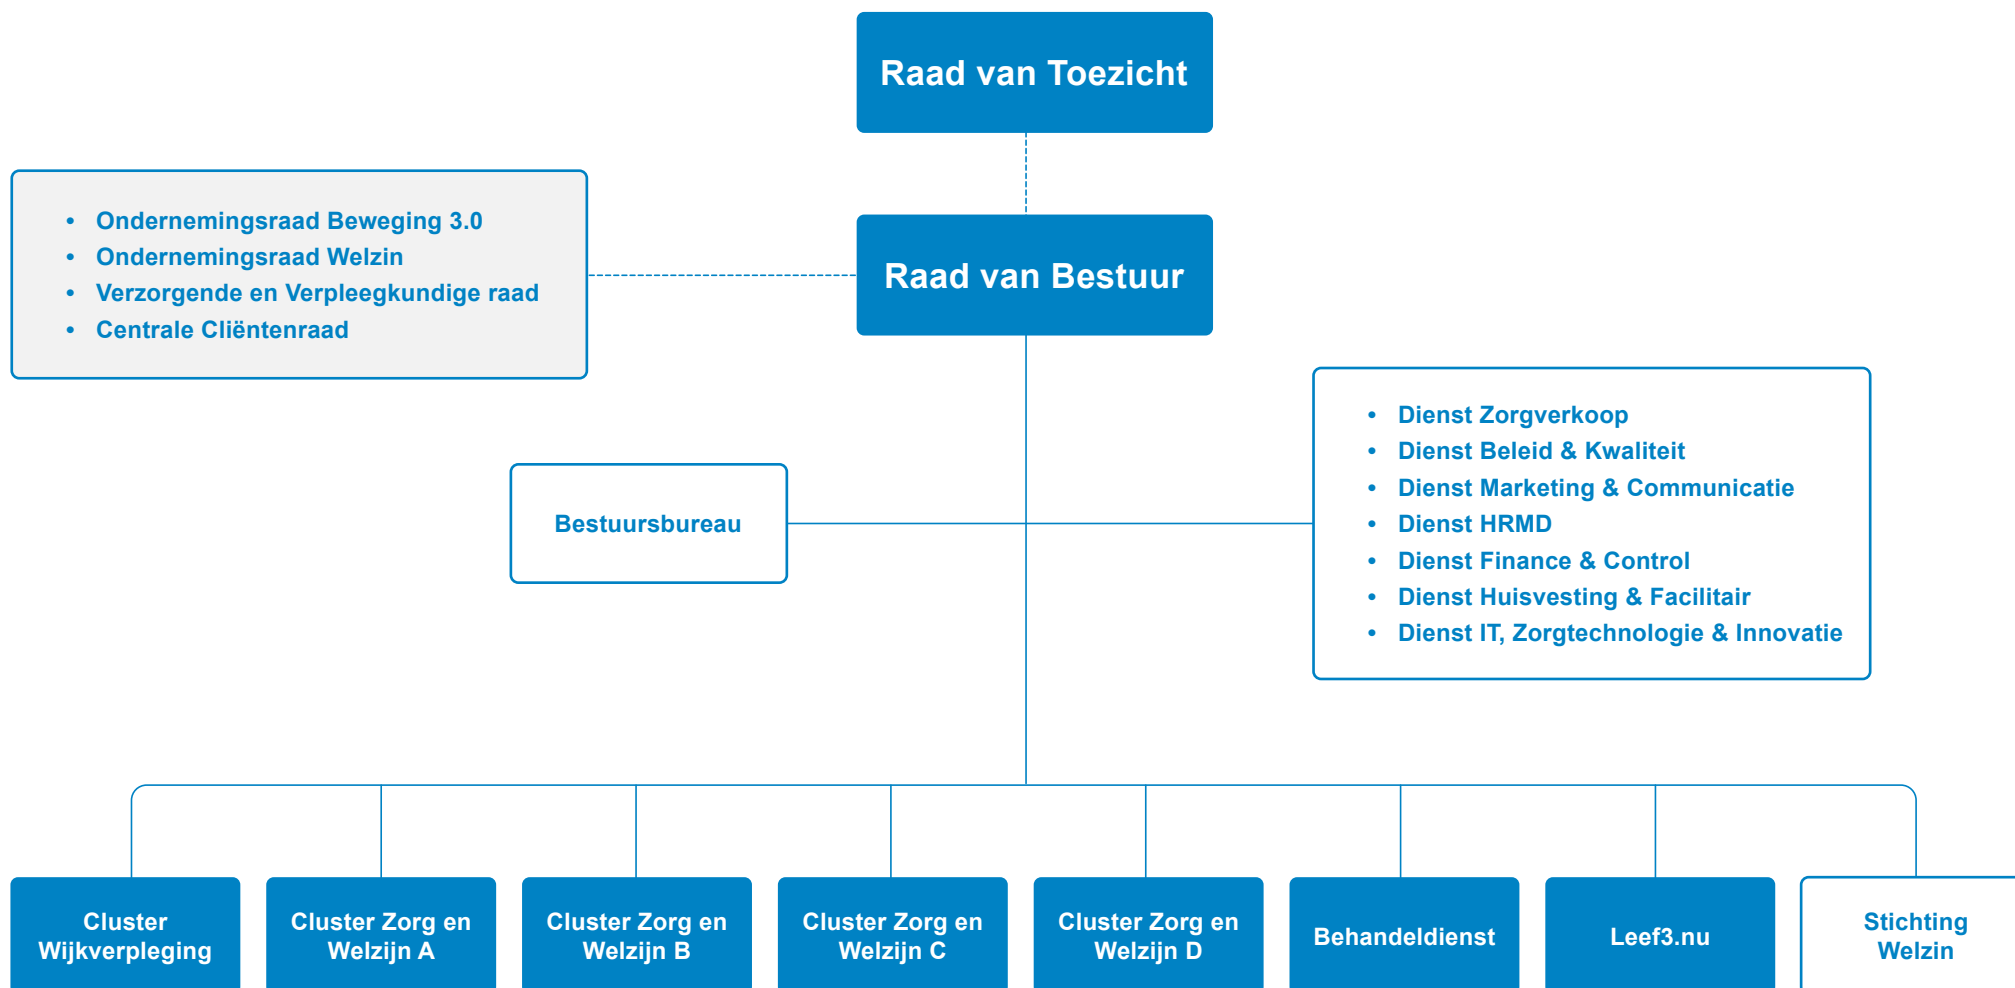 Raad van Toezicht
• Ondernemingsraad Beweging 3.0
• Ondernemingsraad Welzin
• Verzorgende en Verpleegkundige raad
• Centrale Cliëntenraad
Raad van Bestuur
Bestuursbureau
• Dienst Zorgverkoop
• Dienst Beleid & Kwaliteit
• Dienst Marketing & Communicatie
• Dienst HRMD
• Dienst Finance & Control
• Dienst Huisvesting & Facilitair
• Dienst IT, Zorgtechnologie & Innovatie
Cluster
Wijkverpleging
Cluster Zorg en
Welzijn A
Cluster Zorg en
Welzijn B
Cluster Zorg en
Welzijn C
Cluster Zorg en
Welzijn D
Behandeldienst
Leef3.nu
Stichting
Welzin